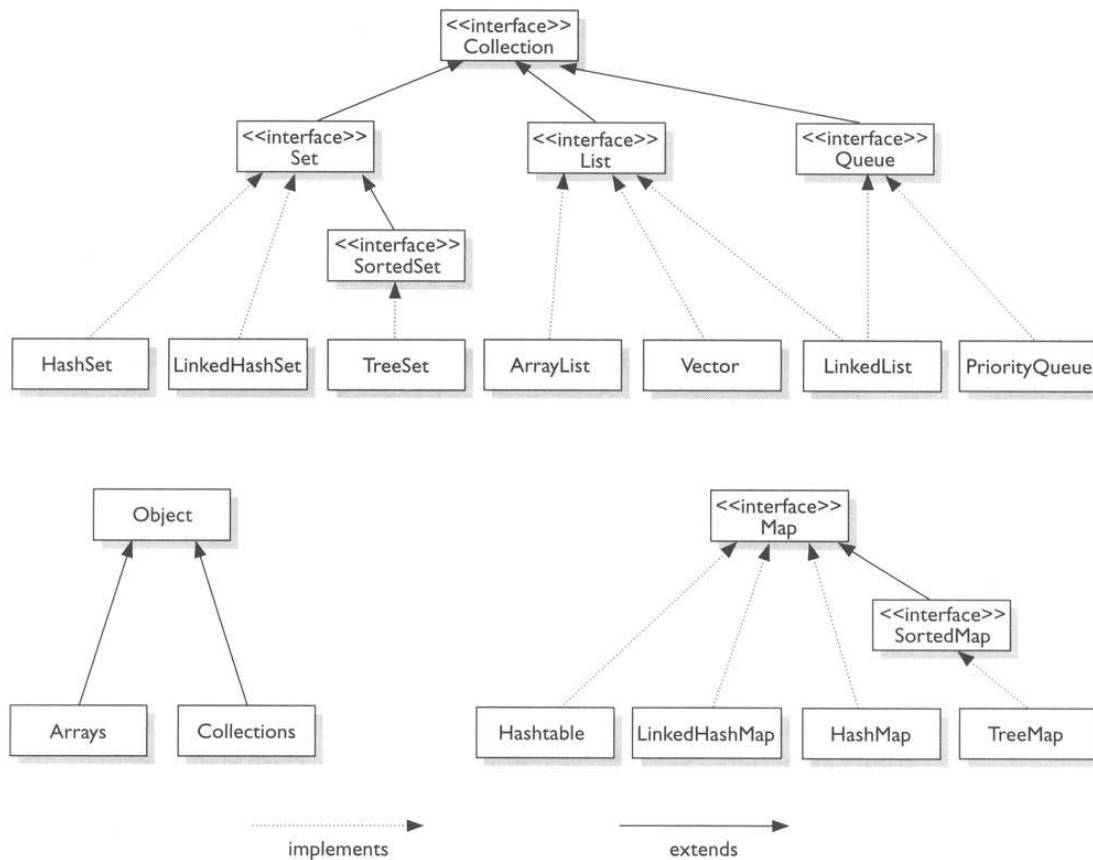 <<interface>>
Collection
<<interface>>
Set
<<interface>>
List
<<interface>>
Queue
<<interface>>
SortedSet
HashSet
LinkedHashSet
TreeSet
ArrayList
Vector
LinkedList
PriorityQueue
Object
<<interface>>
Map
<<interface>>
SortedMap
Arrays
Collections
Hashtable
LinkedHashMap
HashMap
TreeMap
implements
extends